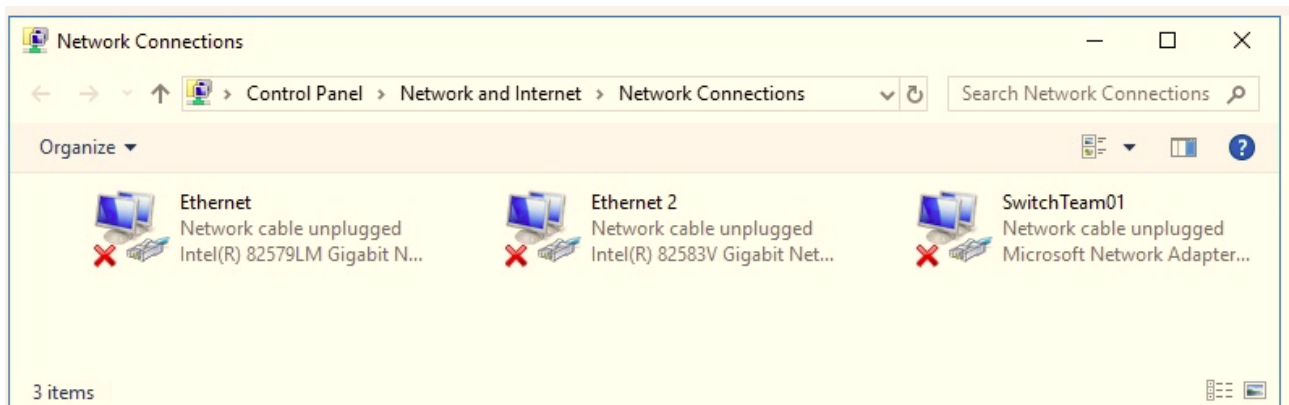 Network Connections
Control Panel > Network and Internet > Network Connections
Search Network Connections
Organize
Ethernet
Network cable unplugged
Intel(R) 82579LM Gigabit N...
Ethernet 2
Network cable unplugged
Intel(R) 82583V Gigabit Net...
SwitchTeam01
Network cable unplugged
Microsoft Network Adapter...
3 items